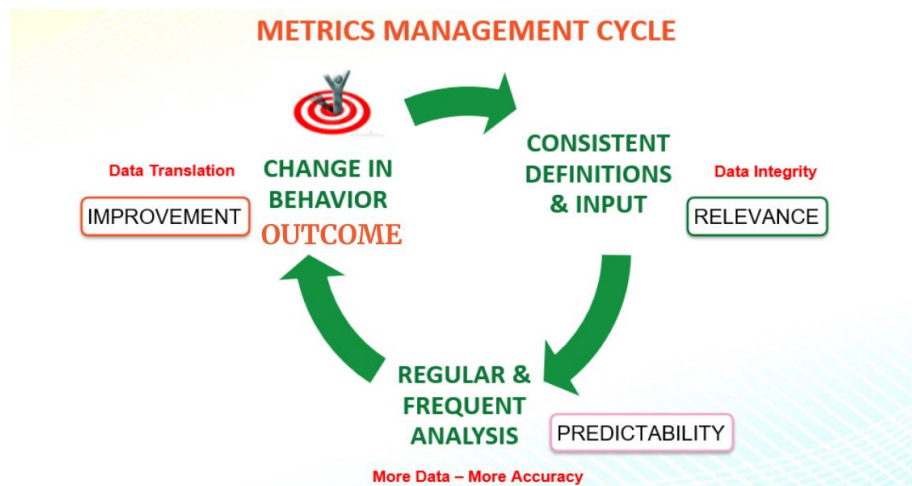 METRICS MANAGEMENT CYCLE
CONSISTENT
DEFINITIONS
& INPUT
Data Integrity
RELEVANCE
REGULAR &
FREQUENT
ANALYSIS
PREDICTABILITY
More Data – More Accuracy
Data Translation
IMPROVEMENT
CHANGE IN
BEHAVIOR
OUTCOME